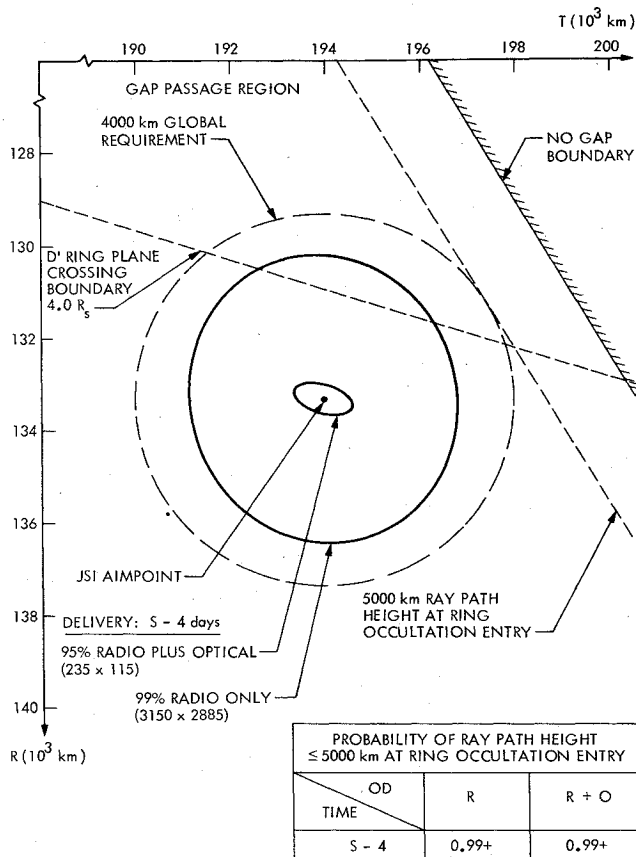 T (10³ km)
190 192 194 196 198 200
GAP PASSAGE REGION
4000 km GLOBAL
REQUIREMENT
NO GAP
BOUNDARY
128
130
132
134
136
138
140
R (10³ km)
D' RING PLANE
CROSSING
BOUNDARY
4.0 Rₛ
JSI AIMPOINT
DELIVERY: S - 4 days
95% RADIO PLUS OPTICAL
(235 x 115)
99% RADIO ONLY
(3150 x 2885)
5000 km RAY PATH
HEIGHT AT RING
OCCULTATION ENTRY
PROBABILITY OF RAY PATH HEIGHT
≤ 5000 km AT RING OCCULTATION ENTRY
OD
TIME
R
R + O
S - 4
0.99+
0.99+